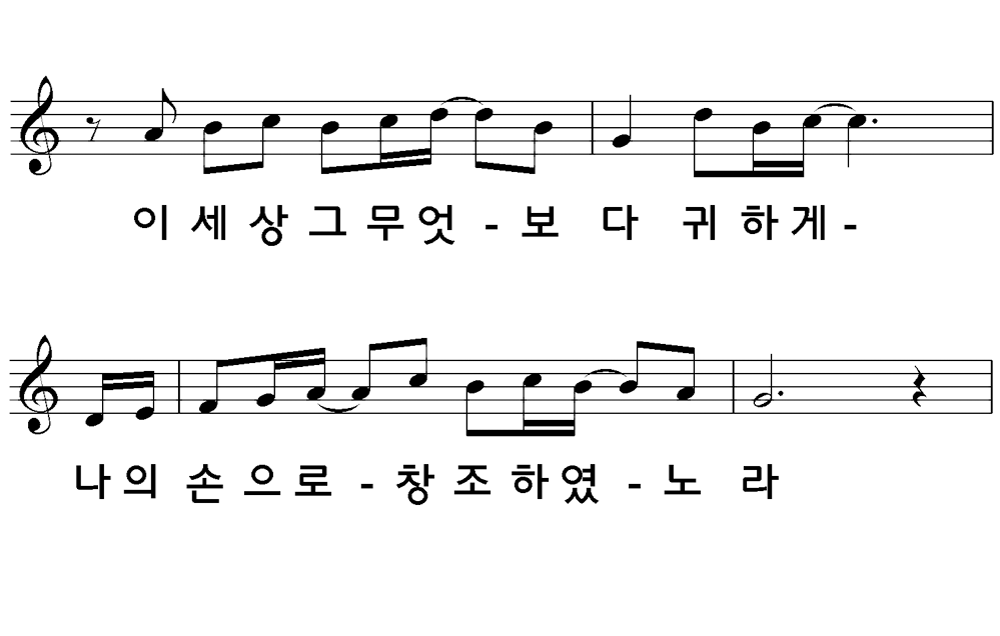 이 세 상 그 무 엇 - 보 다 귀 하 게 -
나 의 손 으 로 - 창 조 하 였 - 노 라